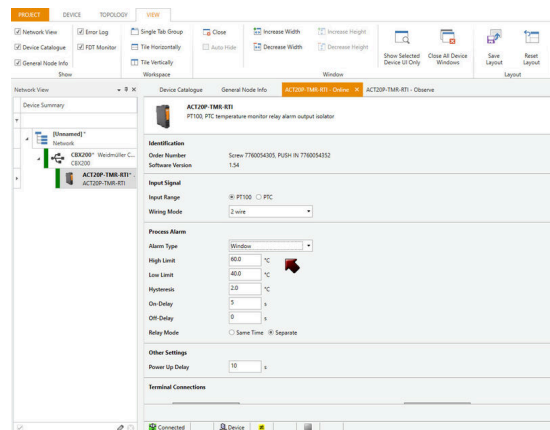 PROJECT DEVICE TOPOLOGY VIEW
Network View Error Log Single Tab Group Close Increase Width Increase Height
Device Catalogue FDT Monitor Tile Horizontally Auto Hide Decrease Width Decrease Height Show Selected Device UI Only Close All Device Windows Save Layout Reset Layout
General Node Info Tile Vertically
Show Workspace Window Layout
Network View Device Catalogue General Node Info ACT20P-TMR-RTI - Online ACT20P-TMR-RTI - Observe
Device Summary
ACT20P-TMR-RTI
PT100, PTC temperature monitor relay alarm output isolator
[Unnamed]*
Network
CBX200* Weidmüller C...
CBX200
ACT20P-TMR-RTI*
ACT20P-TMR-RTI
Identification
Order Number Screw 7760054305, PUSH IN 7760054352
Software Version 1.54
Input Signal
Input Range PT100 PTC
Wiring Mode 2 wire
Process Alarm
Alarm Type Window
High Limit 60.0 °C
Low Limit 40.0 °C
Hysteresis 2.0 °C
On-Delay 5 s
Off-Delay 0 s
Relay Mode Same Time Separate
Other Settings
Power Up Delay 10 s
Terminal Connections
Connected Device